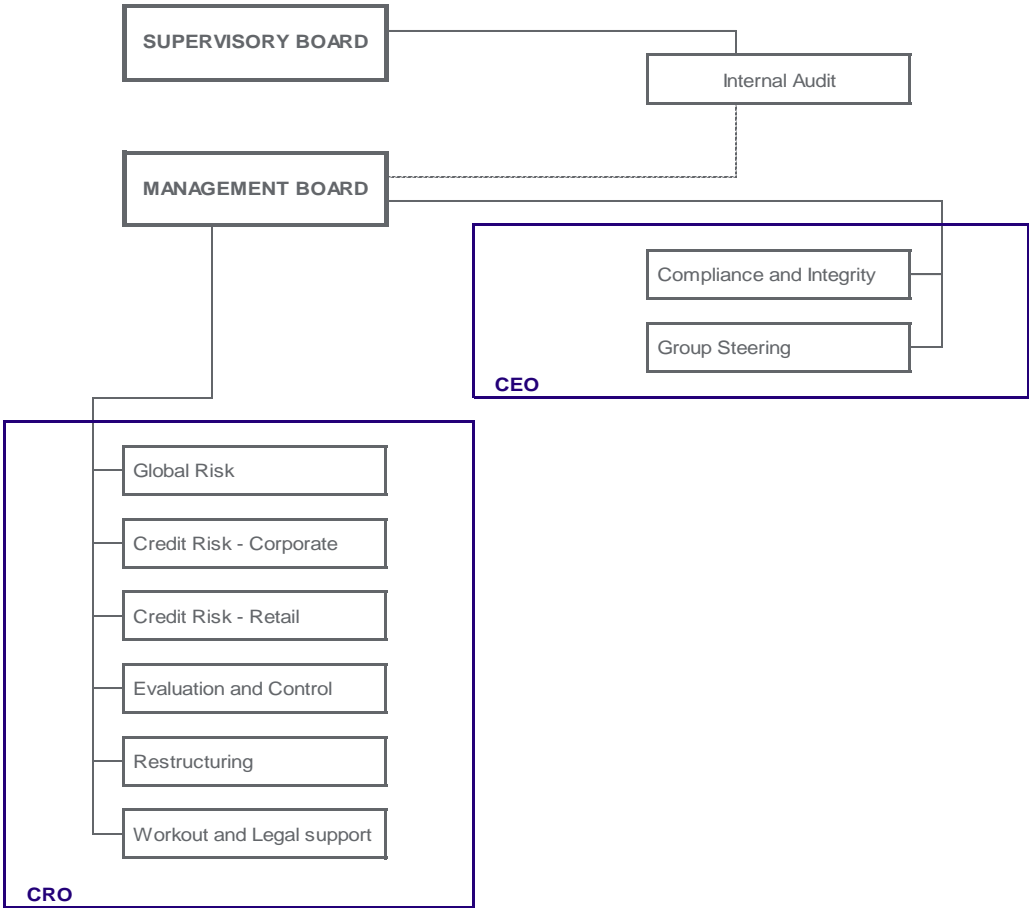 SUPERVISORY BOARD
Internal Audit
MANAGEMENT BOARD
Compliance and Integrity
Group Steering
CEO
Global Risk
Credit Risk - Corporate
Credit Risk - Retail
Evaluation and Control
Restructuring
Workout and Legal support
CRO